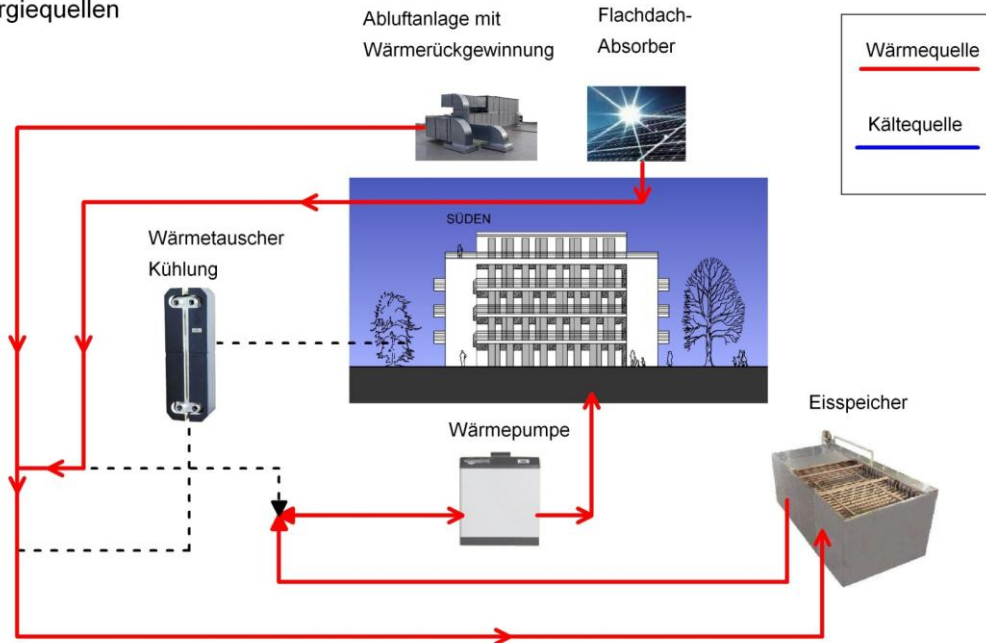 rgiequellen
Abluftanlage mit
Wärmerückgewinnung
Flachdach-
Absorber
Wärmequelle
Kältequelle
SÜDEN
Wärmetauscher
Kühlung
Wärmepumpe
Eisspeicher